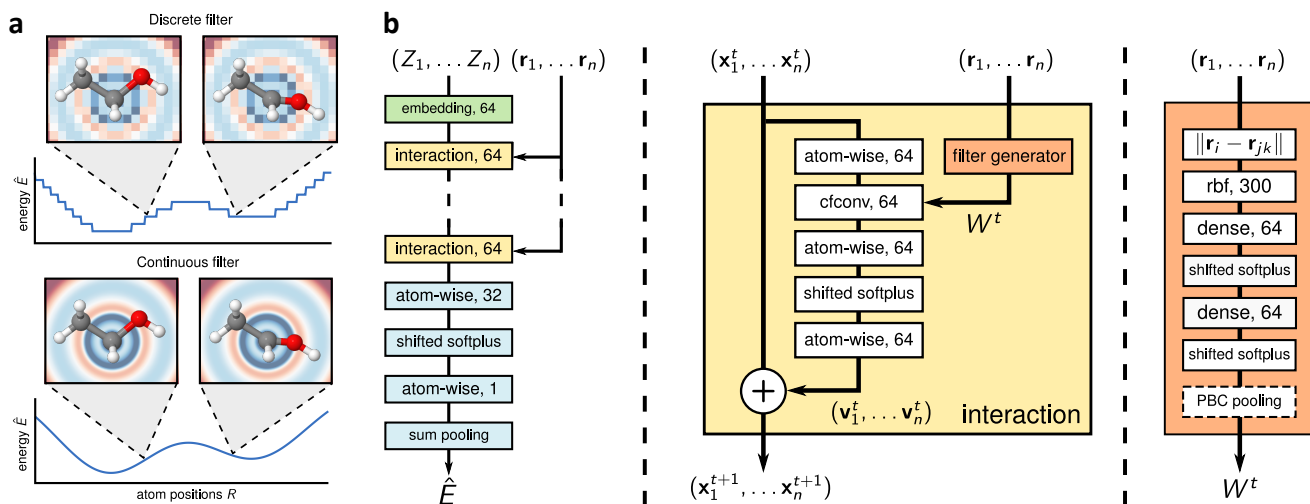 a
Discrete filter
energy Ê
Continuous filter
energy Ê
atom positions R
b
(Z₁, . . . Zₙ) (r₁, . . . rₙ)
embedding, 64
interaction, 64
interaction, 64
atom-wise, 32
shifted softplus
atom-wise, 1
sum pooling
Ê
(x₁ᵗ, . . . xₙᵗ) (r₁, . . . rₙ)
atom-wise, 64
filter generator
cfconv, 64
Wᵗ
atom-wise, 64
shifted softplus
atom-wise, 64
+
(v₁ᵗ, . . . vₙᵗ)
interaction
(x₁ᵗ⁺¹, . . . xₙᵗ⁺¹)
(r₁, . . . rₙ)
‖rᵢ − rⱼₖ‖
rbf, 300
dense, 64
shifted softplus
dense, 64
shifted softplus
PBC pooling
Wᵗ